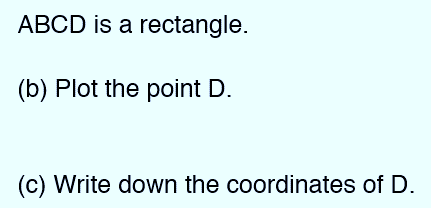 ABCD is a rectangle.
(b) Plot the point D.
(c) Write down the coordinates of D.